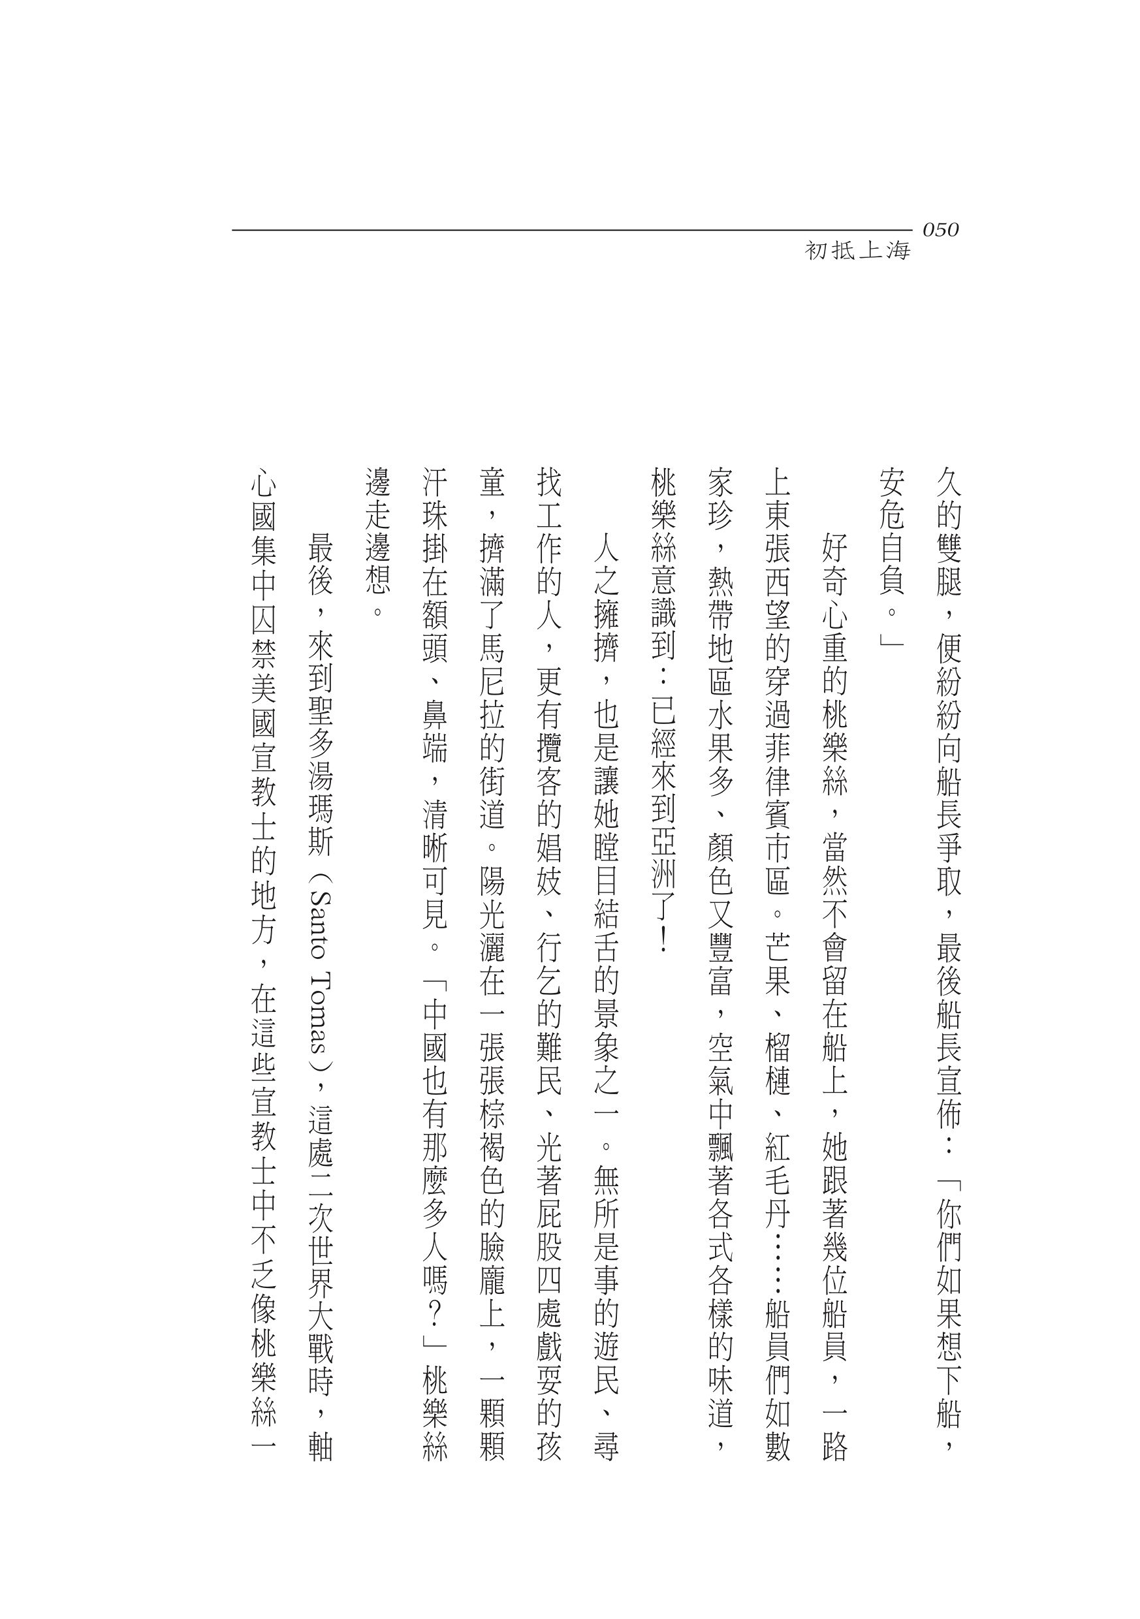 050
初抵上海
久的雙腿，便紛紛向船長爭取，最後船長宣佈：「你們如果想下船，
安危自負。」
好奇心重的桃樂絲，當然不會留在船上，她跟著幾位船員，一路
上東張西望的穿過菲律賓市區。芒果、榴槤、紅毛丹……船員們如數
家珍，熱帶地區水果多、顏色又豐富，空氣中飄著各式各樣的味道，
桃樂絲意識到：已經來到亞洲了！
人之擁擠，也是讓她瞠目結舌的景象之一。無所是事的遊民、尋
找工作的人，更有攬客的娼妓、行乞的難民、光著屁股四處戲耍的孩
童，擠滿了馬尼拉的街道。陽光灑在一張張棕褐色的臉龐上，一顆顆
汗珠掛在額頭、鼻端，清晰可見。「中國也有那麼多人嗎？」桃樂絲
邊走邊想。
最後，來到聖多湯瑪斯（Santo Tomas），這處二次世界大戰時，軸
心國集中囚禁美國宣教士的地方，在這些宣教士中不乏像桃樂絲一